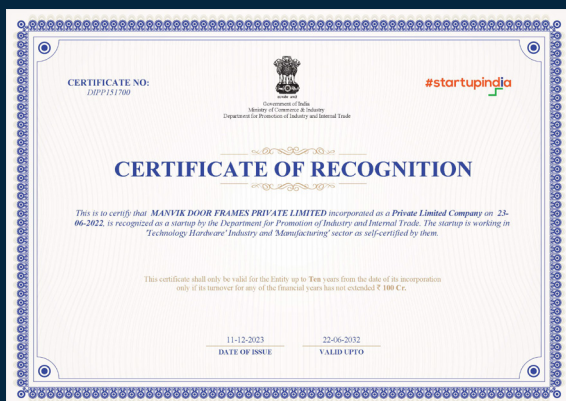 CERTIFICATE NO:
DIPP151700
#startupindia
Government of India
Ministry of Commerce & Industry
Department for Promotion of Industry and Internal Trade
CERTIFICATE OF RECOGNITION
This is to certify that MANVIK DOOR FRAMES PRIVATE LIMITED incorporated as a Private Limited Company on 23-
06-2022, is recognized as a startup by the Department for Promotion of Industry and Internal Trade. The startup is working in
'Technology Hardware' Industry and 'Manufacturing' sector as self-certified by them.
This certificate shall only be valid for the Entity up to Ten years from the date of its incorporation
only if its turnover for any of the financial years has not extended ₹ 100 Cr.
11-12-2023
22-06-2032
DATE OF ISSUE
VALID UPTO